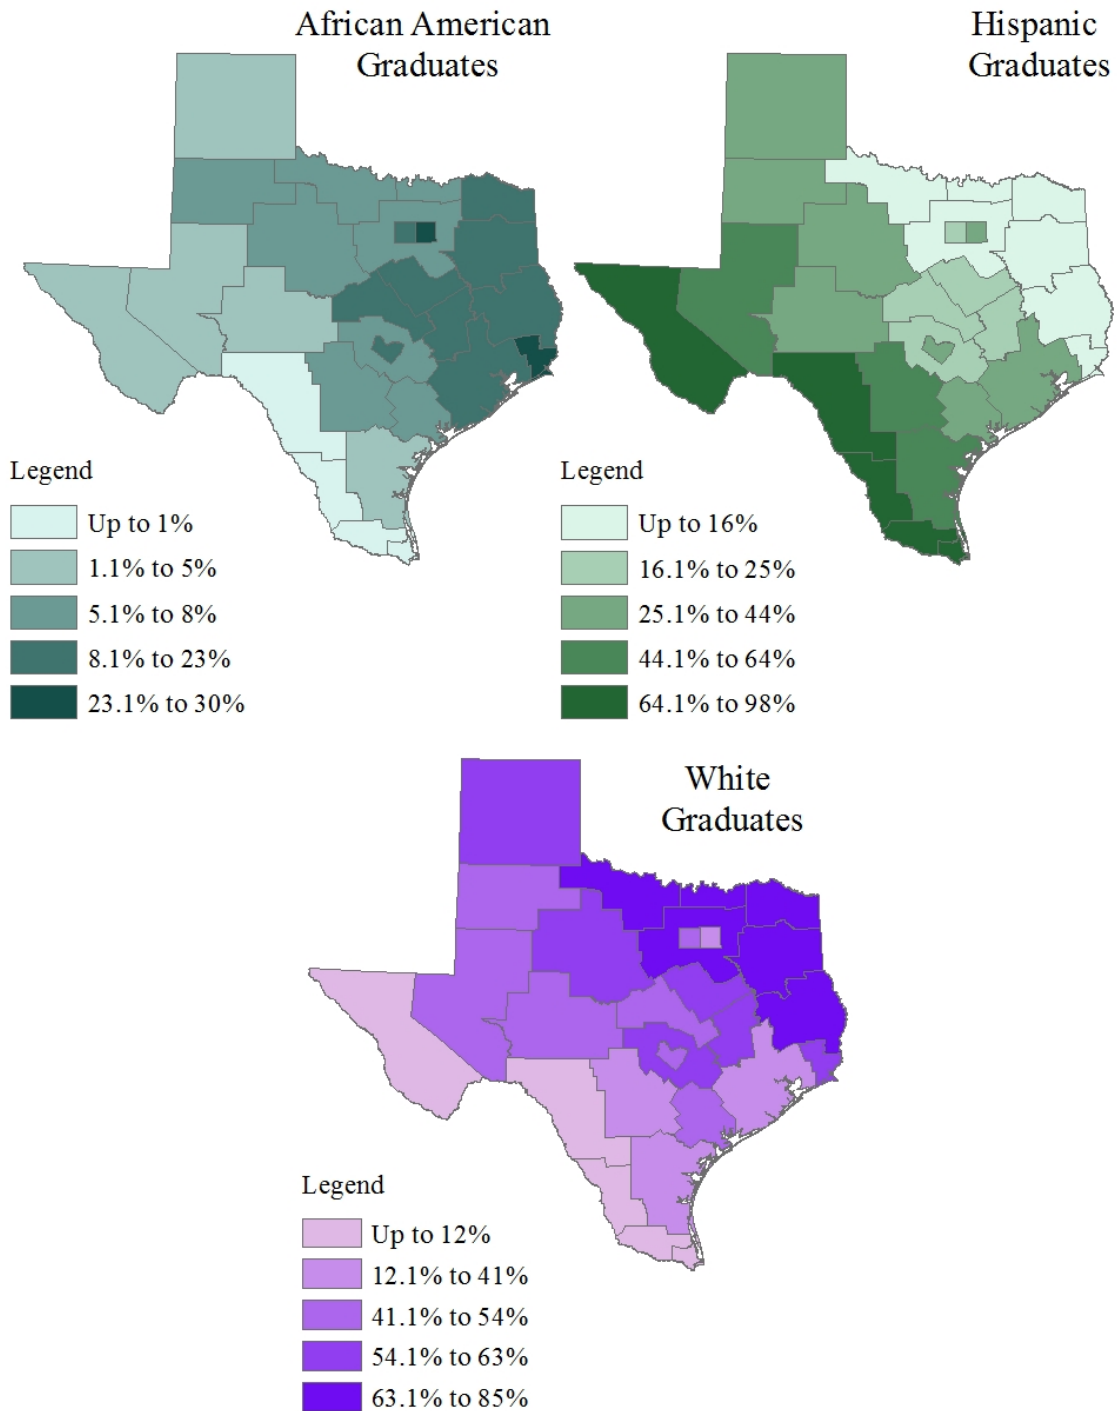 African American
Graduates
Legend
Up to 1%
1.1% to 5%
5.1% to 8%
8.1% to 23%
23.1% to 30%
Hispanic
Graduates
Legend
Up to 16%
16.1% to 25%
25.1% to 44%
44.1% to 64%
64.1% to 98%
White
Graduates
Legend
Up to 12%
12.1% to 41%
41.1% to 54%
54.1% to 63%
63.1% to 85%